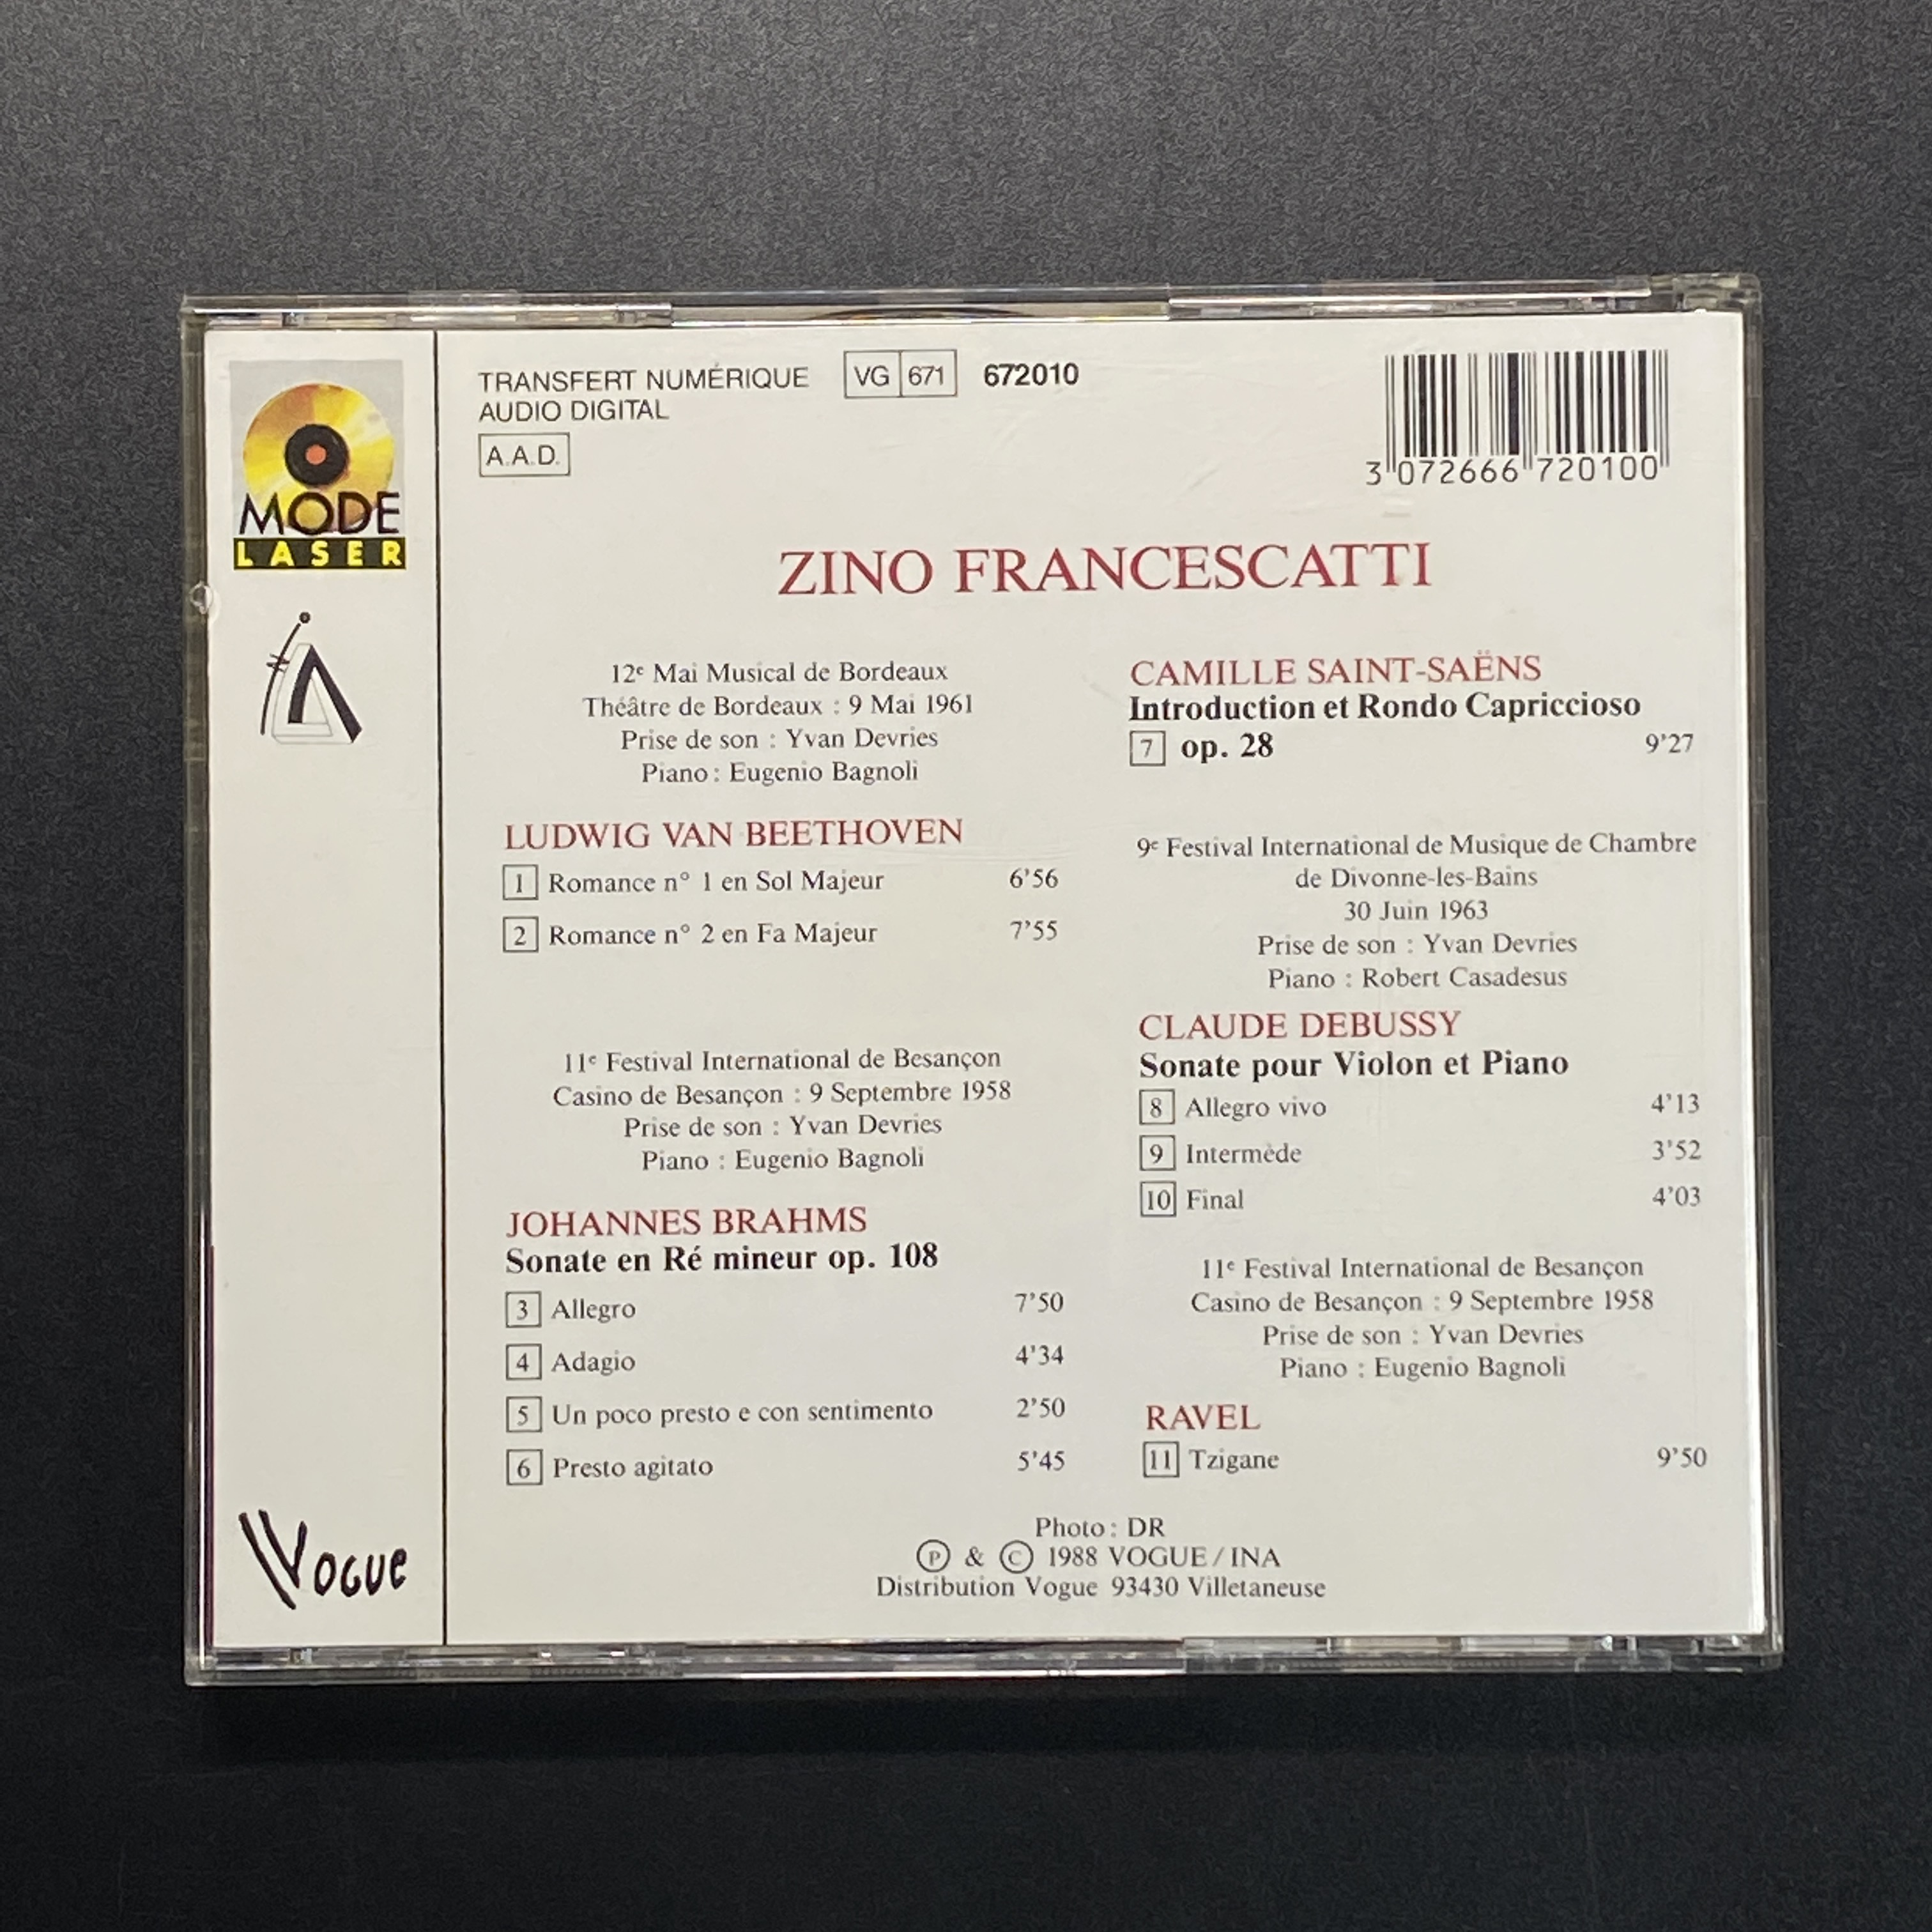 MODE
LASER
VOGUE
TRANSFERT NUMÉRIQUE
AUDIO DIGITAL
A.A.D.
VG 671 672010
3 072666 720100
ZINO FRANCESCATTI
12e Mai Musical de Bordeaux
Théâtre de Bordeaux : 9 Mai 1961
Prise de son : Yvan Devries
Piano : Eugenio Bagnoli
LUDWIG VAN BEETHOVEN
1 Romance n° 1 en Sol Majeur 6'56
2 Romance n° 2 en Fa Majeur 7'55
11e Festival International de Besançon
Casino de Besançon : 9 Septembre 1958
Prise de son : Yvan Devries
Piano : Eugenio Bagnoli
JOHANNES BRAHMS
Sonate en Ré mineur op. 108
3 Allegro 7'50
4 Adagio 4'34
5 Un poco presto e con sentimento 2'50
6 Presto agitato 5'45
CAMILLE SAINT-SAËNS
Introduction et Rondo Capriccioso
7 op. 28 9'27
9e Festival International de Musique de Chambre
de Divonne-les-Bains
30 Juin 1963
Prise de son : Yvan Devries
Piano : Robert Casadesus
CLAUDE DEBUSSY
Sonate pour Violon et Piano
8 Allegro vivo 4'13
9 Intermède 3'52
10 Final 4'03
11e Festival International de Besançon
Casino de Besançon : 9 Septembre 1958
Prise de son : Yvan Devries
Piano : Eugenio Bagnoli
RAVEL
11 Tzigane 9'50
Photo : DR
Ⓟ & Ⓒ 1988 VOGUE / INA
Distribution Vogue 93430 Villetaneuse